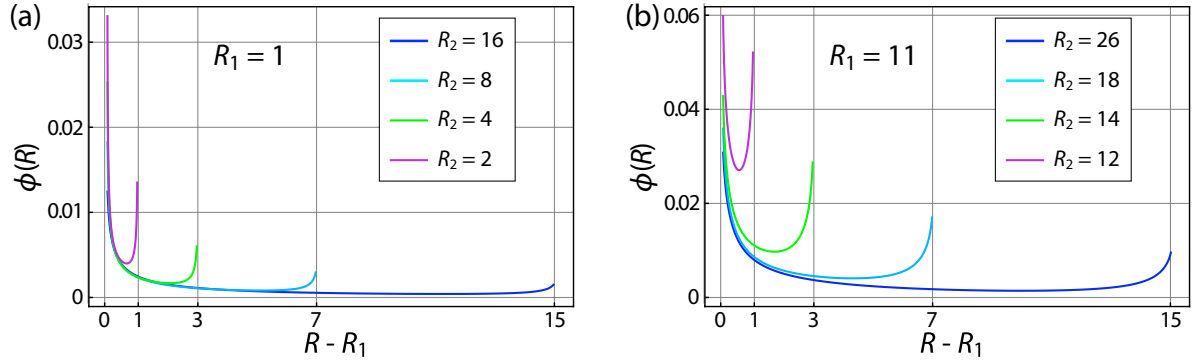 (a)
R₁ = 1
R₂ = 16
R₂ = 8
R₂ = 4
R₂ = 2
0.03
0.02
0.01
0
ϕ(R)
0 1 3 7 15
R - R₁
(b)
R₁ = 11
R₂ = 26
R₂ = 18
R₂ = 14
R₂ = 12
0.06
0.04
0.02
0
ϕ(R)
0 1 3 7 15
R - R₁